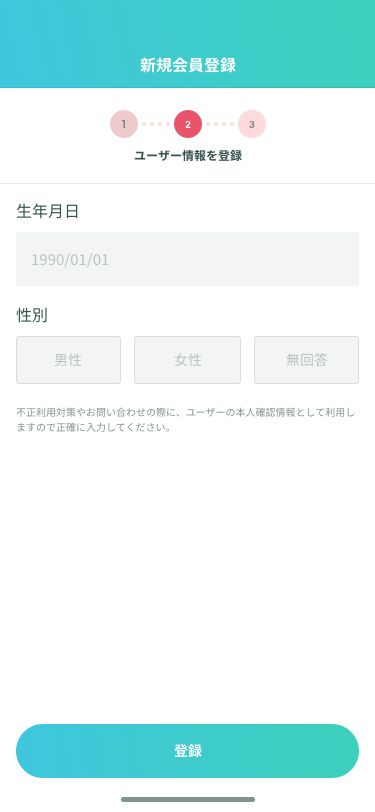 新規会員登録
1 2 3
ユーザー情報を登録
生年月日
1990/01/01
性別
男性 女性 無回答
不正利用対策やお問い合わせの際に、ユーザーの本人確認情報として利用し
ますので正確に入力してください。
登録